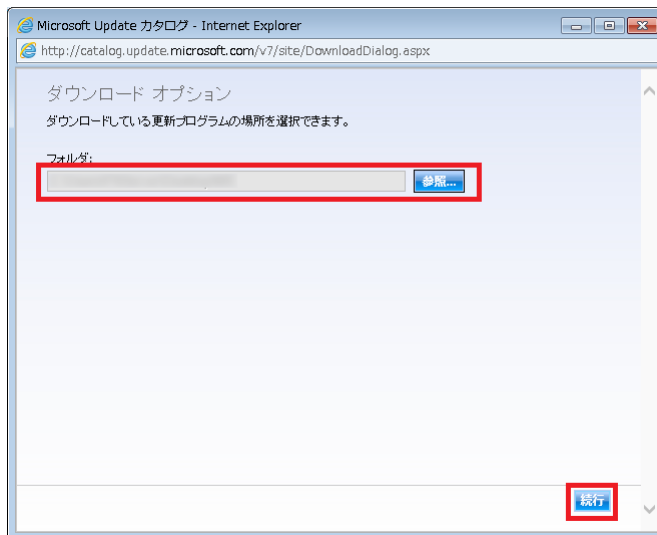 Microsoft Update カタログ - Internet Explorer
http://catalog.update.microsoft.com/v7/site/DownloadDialog.aspx
ダウンロード オプション
ダウンロードしている更新プログラムの場所を選択できます。
フォルダ:
参照...
続行